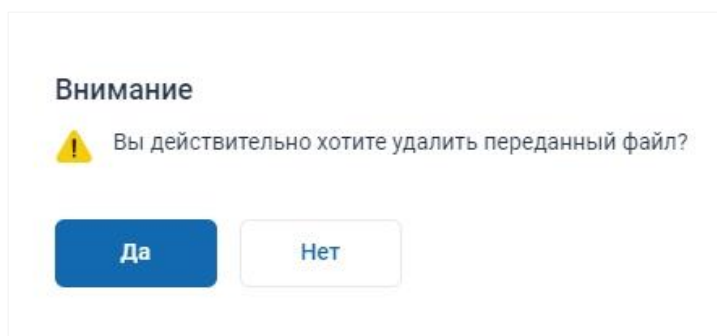 Внимание
Вы действительно хотите удалить переданный файл?
Да
Нет